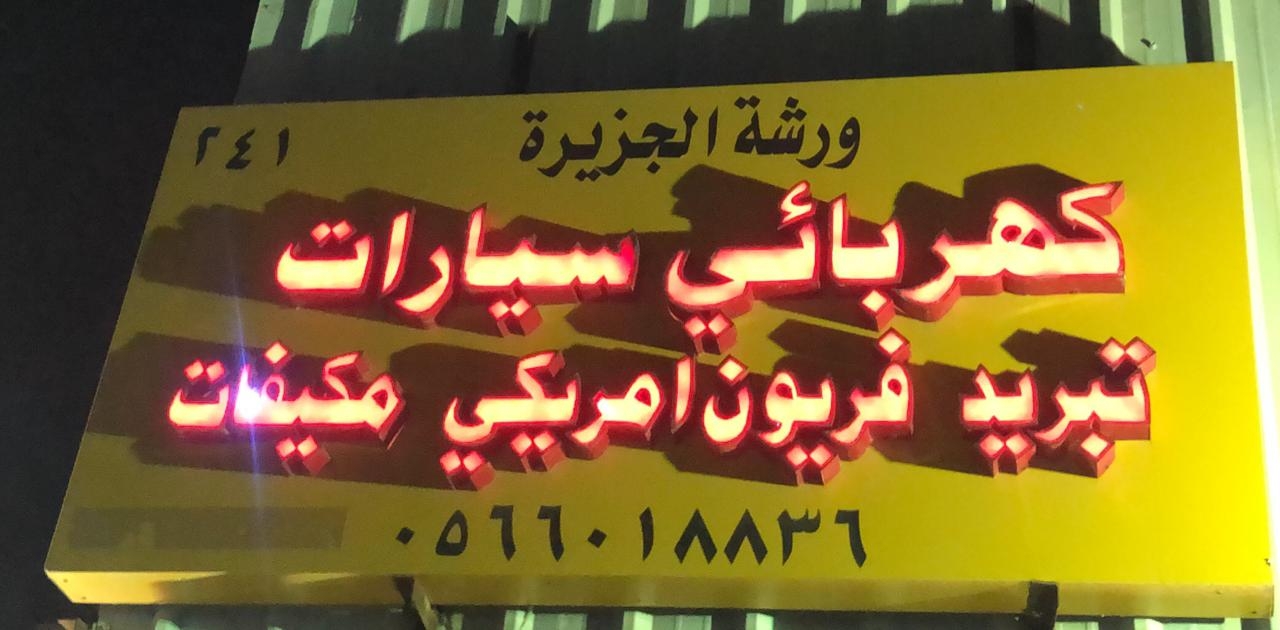 ورشة الجزيرة ٢٤١
كهربائي سيارات
تبريد فريون امريكي مكيفات
٠٥٦٦٠١٨٨٣٦